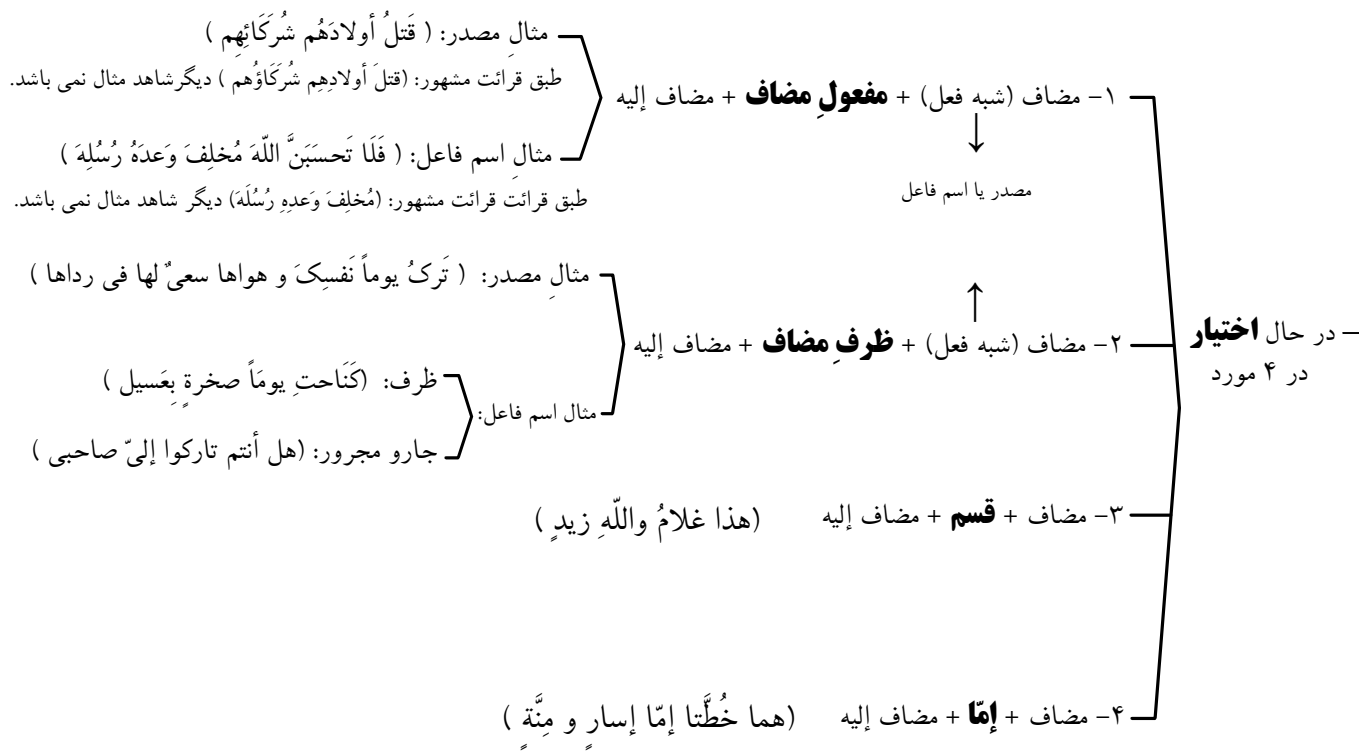 – در حال اختیار
در ۴ مورد
۱– مضاف (شبه فعل) + مفعولِ مضاف + مضاف إلیه
↓
مصدر یا اسم فاعل
مثالِ مصدر: ( قَتلُ أولادَهُم شُرَکَائِهِم )
طبق قرائت مشهور: (قتلَ أولادِهِم شُرَکَاؤُهم ) دیگرشاهد مثال نمی باشد.
مثالِ اسم فاعل: ( فَلَا تَحسَبَنَّ اللّهَ مُخلِفَ وَعدَهُ رُسُلِهَ )
طبق قرائت قرائت مشهور: (مُخلِفَ وَعدِهِ رُسُلَهَ) دیگر شاهد مثال نمی باشد.
↑
۲– مضاف (شبه فعل) + ظرفِ مضاف + مضاف إلیه
مثالِ مصدر: ( تَرکُ یوماً نَفسِکَ و هواها سعیٌ لها فی رداها )
مثال اسم فاعل:
ظرف: (کَنَاحتِ یومَاً صخرةٍ بِعَسیل )
جارو مجرور: (هل أنتم تارکوا إلیّ صاحبی )
۳– مضاف + قسم + مضاف إلیه (هذا غلامُ واللّهِ زیدٍ )
۴– مضاف + إمّا + مضاف إلیه (هما خُطَّتا إمّا إسارٍ و مِنَّةٍ )